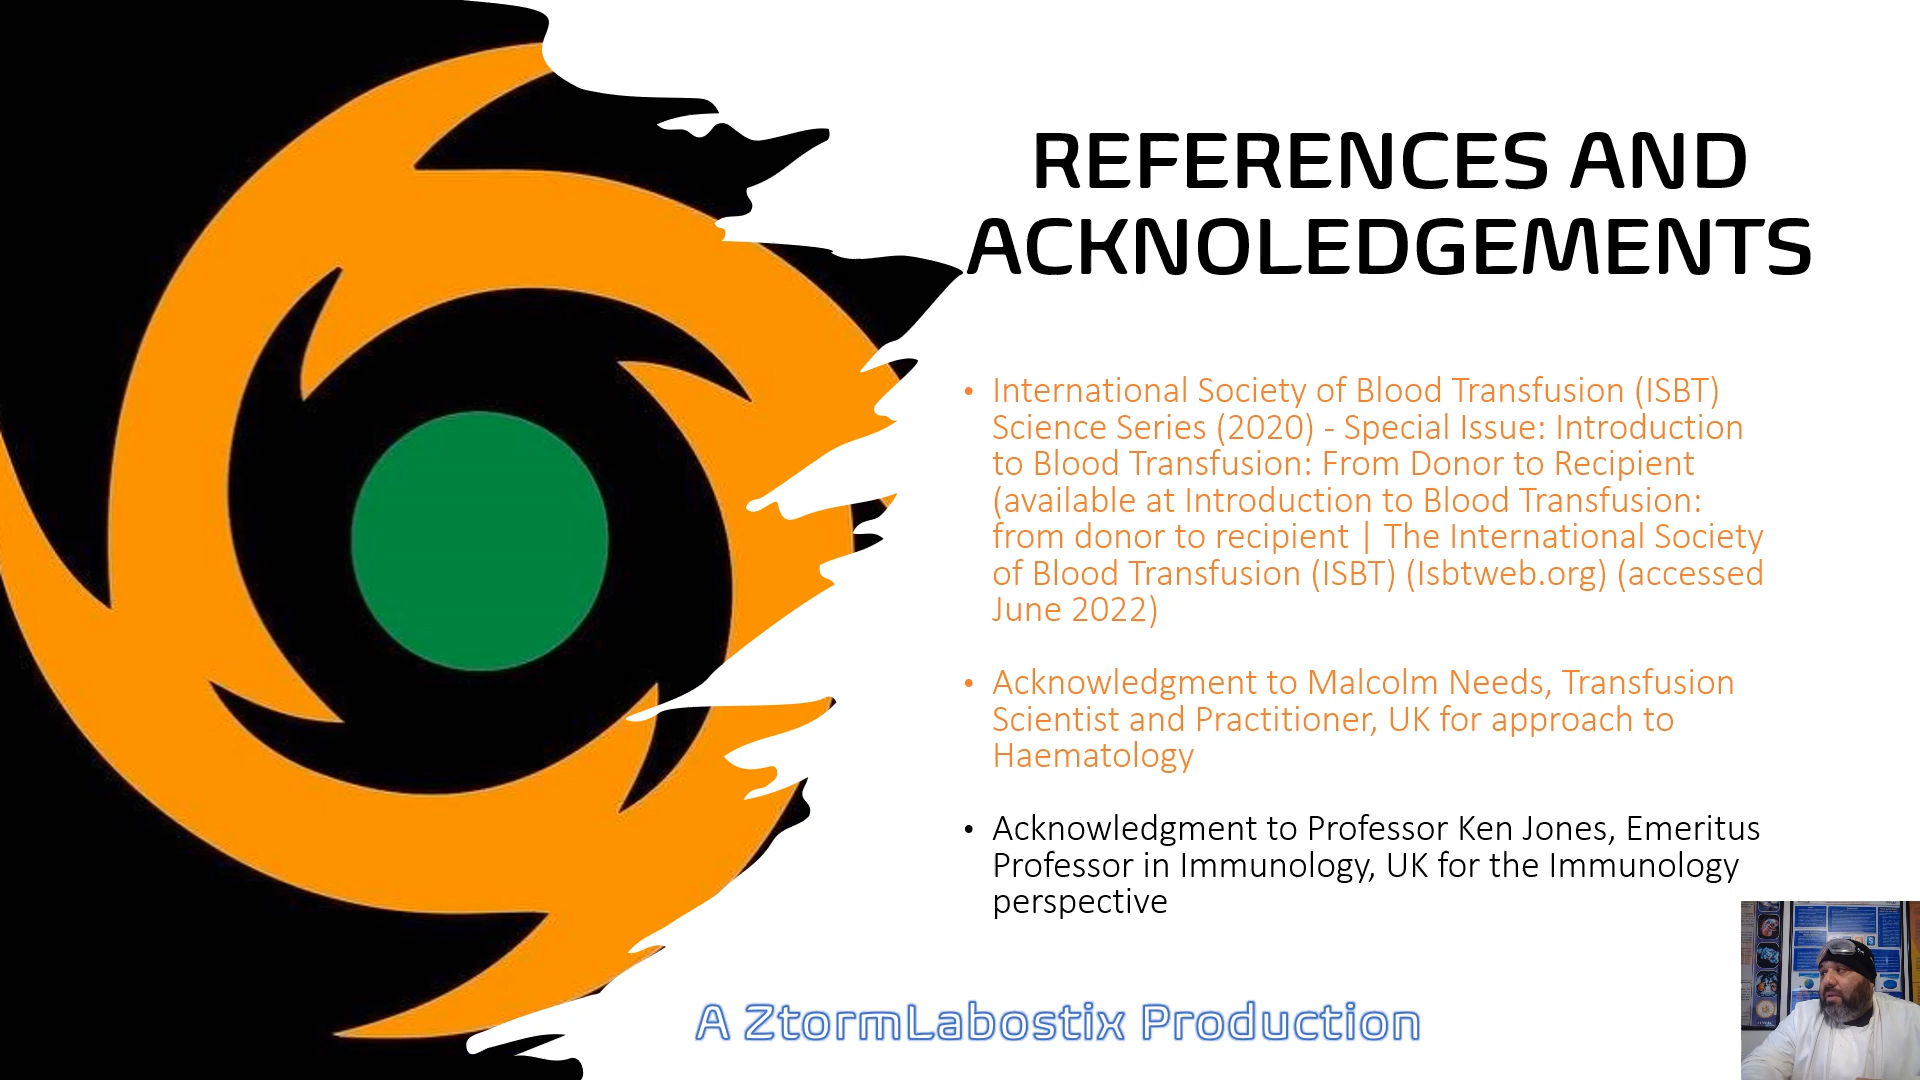 REFERENCES AND
ACKNOLEDGEMENTS
• International Society of Blood Transfusion (ISBT)
Science Series (2020) - Special Issue: Introduction
to Blood Transfusion: From Donor to Recipient
(available at Introduction to Blood Transfusion:
from donor to recipient | The International Society
of Blood Transfusion (ISBT) (Isbtweb.org) (accessed
June 2022)
• Acknowledgment to Malcolm Needs, Transfusion
Scientist and Practitioner, UK for approach to
Haematology
• Acknowledgment to Professor Ken Jones, Emeritus
Professor in Immunology, UK for the Immunology
perspective
A ZtormLabostix Production